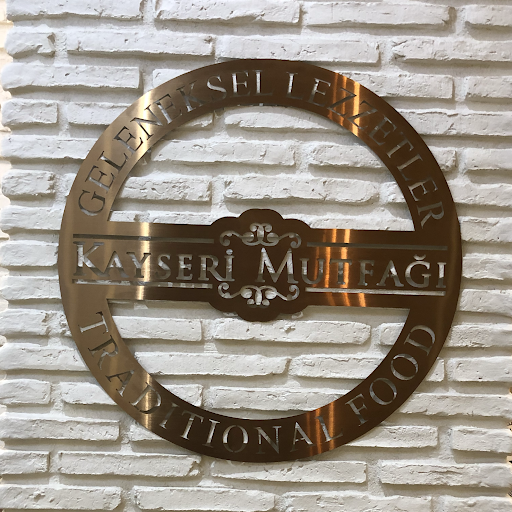 GELENEKSEL LEZZETLER
KAYSERİ MUTFAĞI
TRADITIONAL FOOD